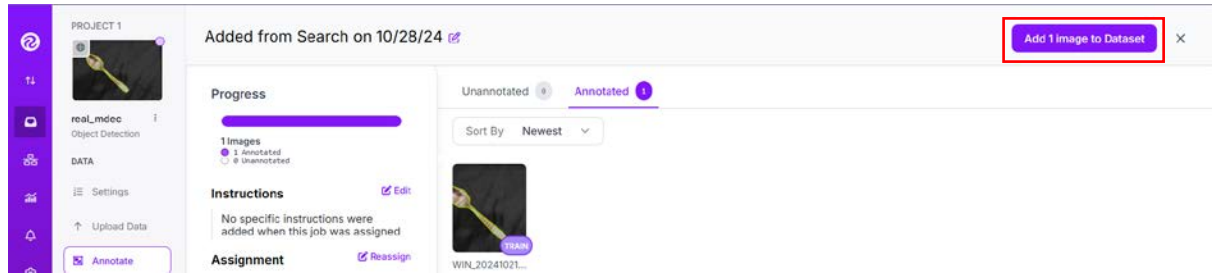 PROJECT 1
real_mdec
Object Detection
DATA
Settings
Upload Data
Annotate
Added from Search on 10/28/24
Add 1 image to Dataset
Progress
1 Images
1 Annotated
0 Unannotated
Instructions
Edit
No specific instructions were
added when this job was assigned
Assignment
Reassign
Unannotated 0
Annotated 1
Sort By Newest
TRAIN
WIN_20241021...